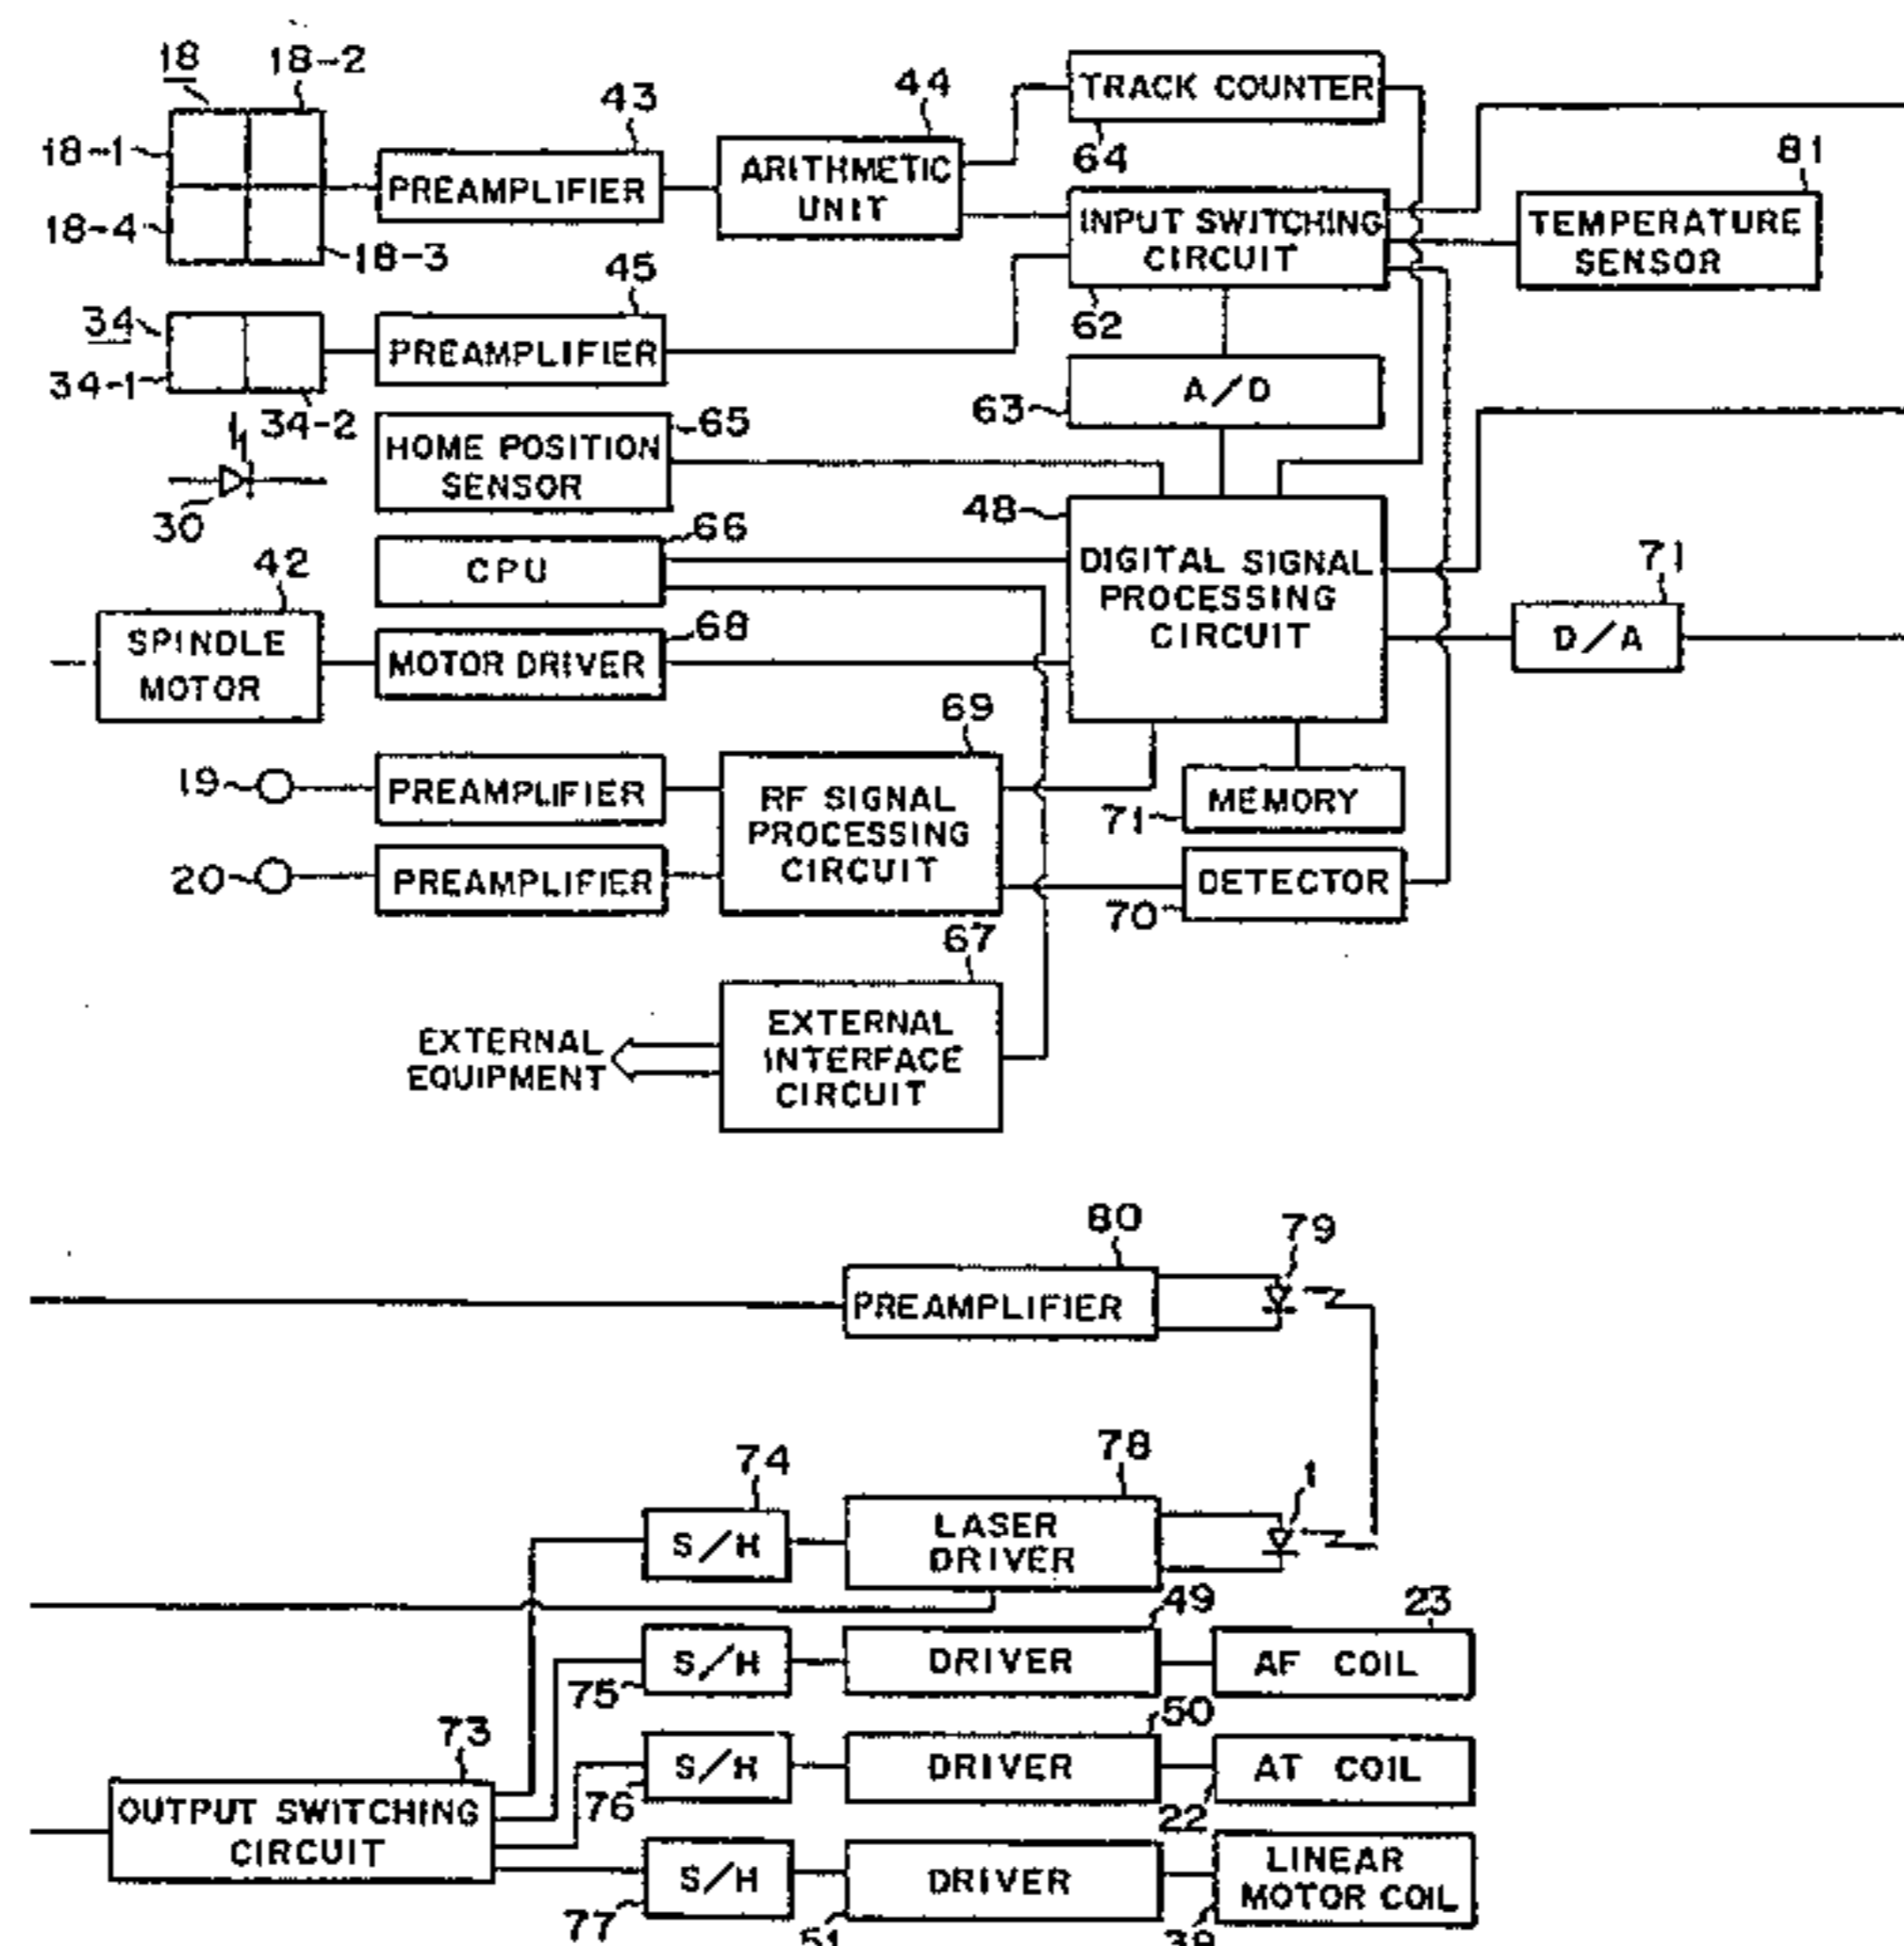 18
18-2
18-1
18-4
18-3
43
PREAMPLIFIER
44
ARITHMETIC
UNIT
TRACK COUNTER
64
INPUT SWITCHING
CIRCUIT
62
81
TEMPERATURE
SENSOR
34
34-1
34-2
45
PREAMPLIFIER
A/D
63
30
HOME POSITION
SENSOR
65
CPU
66
48
DIGITAL SIGNAL
PROCESSING
CIRCUIT
71
D/A
42
SPINDLE
MOTOR
MOTOR DRIVER
68
19
PREAMPLIFIER
20
PREAMPLIFIER
69
RF SIGNAL
PROCESSING
CIRCUIT
MEMORY
71
DETECTOR
70
67
EXTERNAL
INTERFACE
CIRCUIT
EXTERNAL
EQUIPMENT
80
PREAMPLIFIER
79
74
S/H
78
LASER
DRIVER
1
S/H
75
49
DRIVER
23
AF COIL
73
OUTPUT SWITCHING
CIRCUIT
S/H
76
50
DRIVER
AT COIL
22
S/H
77
DRIVER
51
LINEAR
MOTOR COIL
39